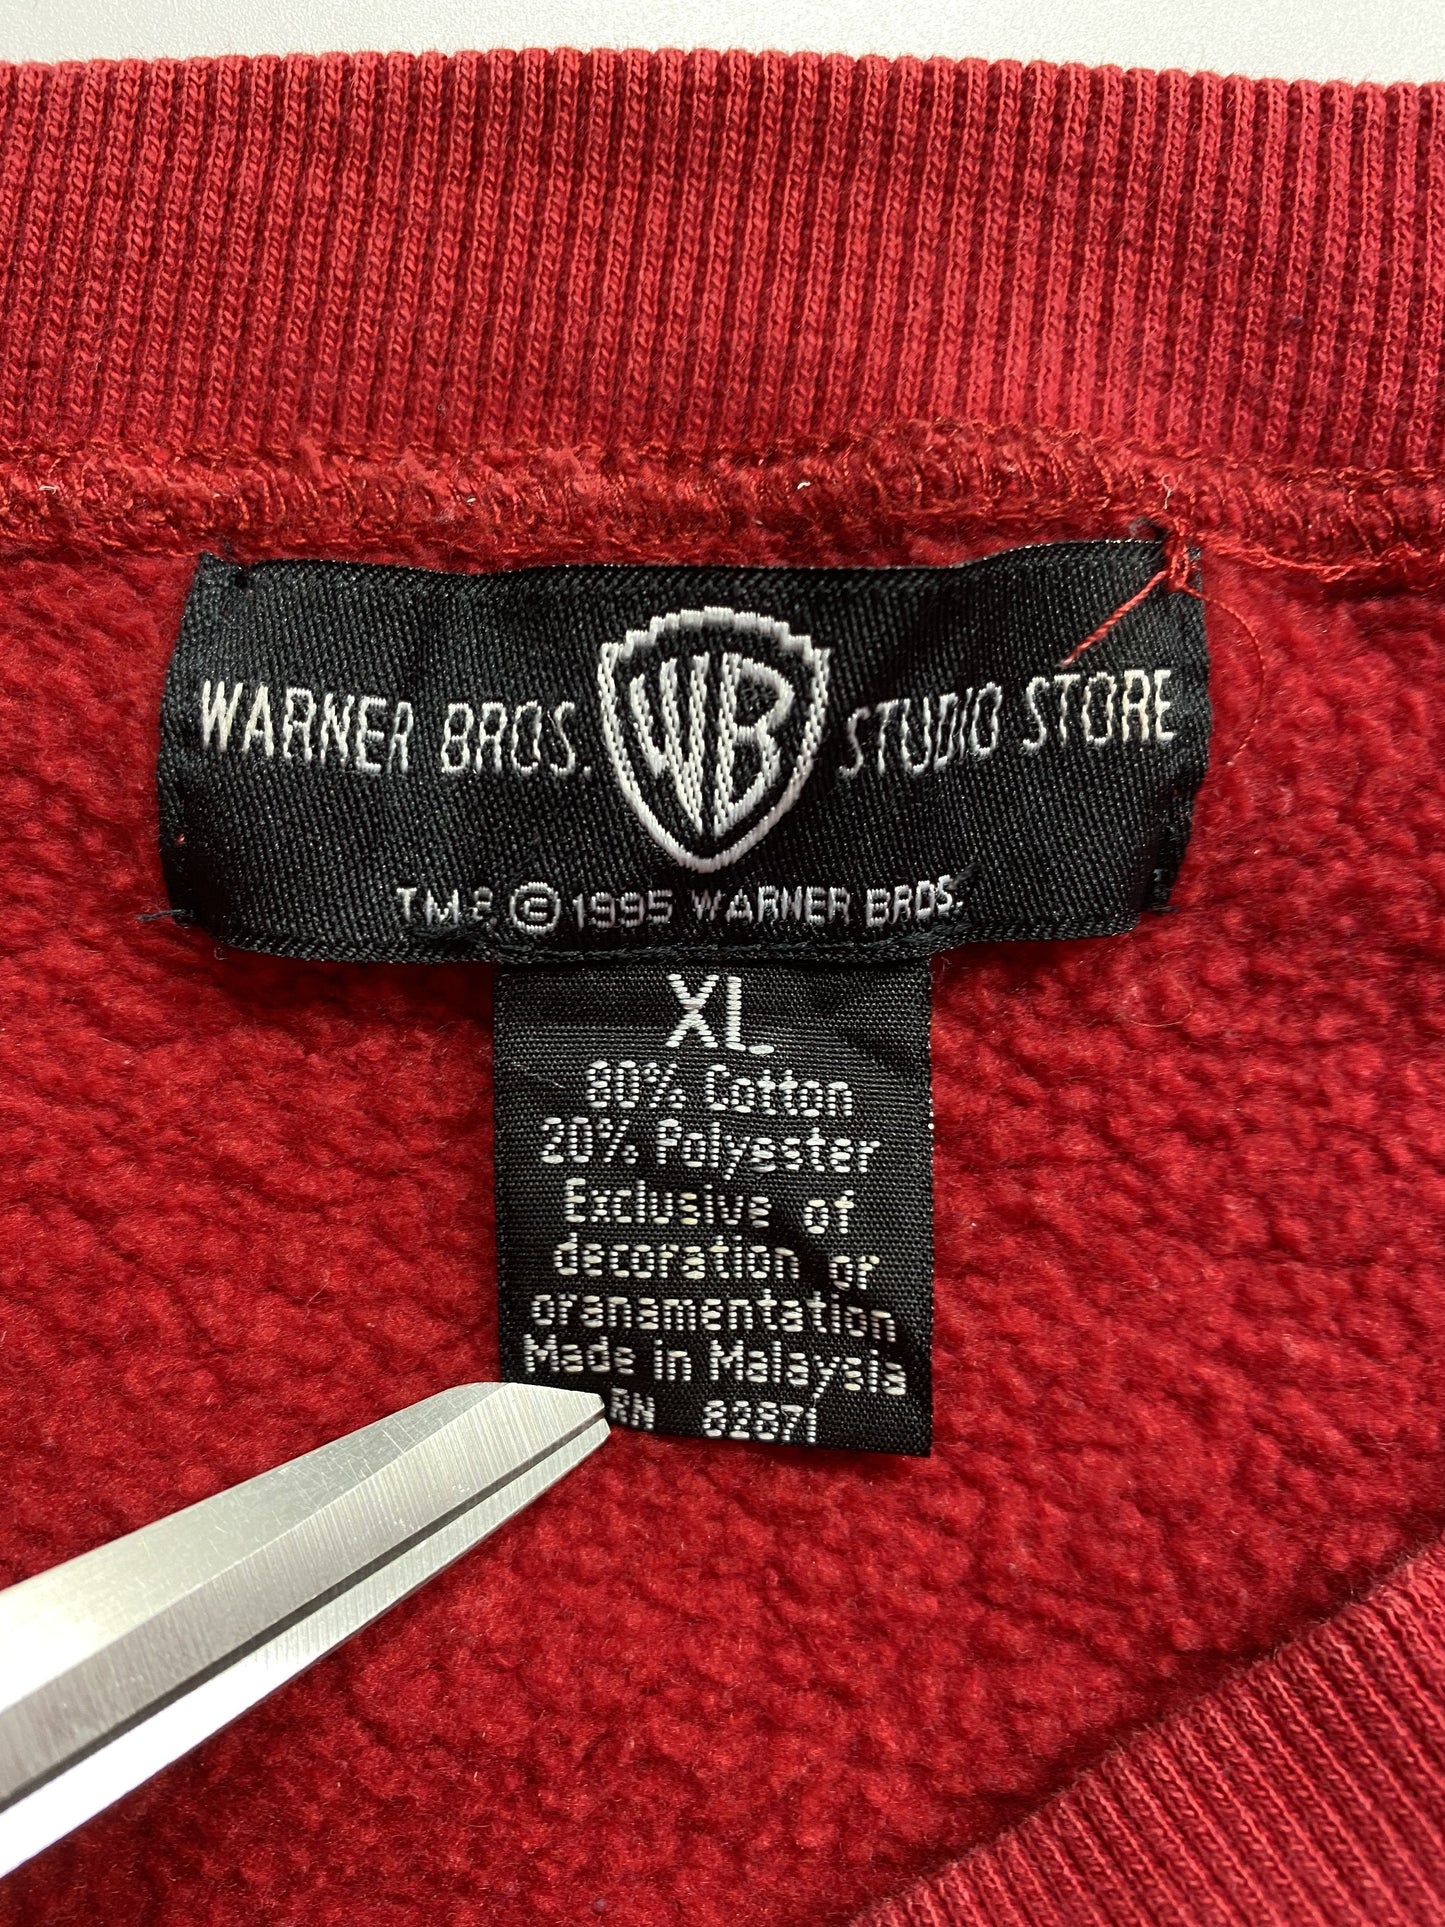 WARNER BROS. WB STUDIO STORE
TM & © 1995 WARNER BROS.
XL
80% Cotton
20% Polyester
Exclusive of
decoration or
oranamentation
Made in Malaysia
RN 82871